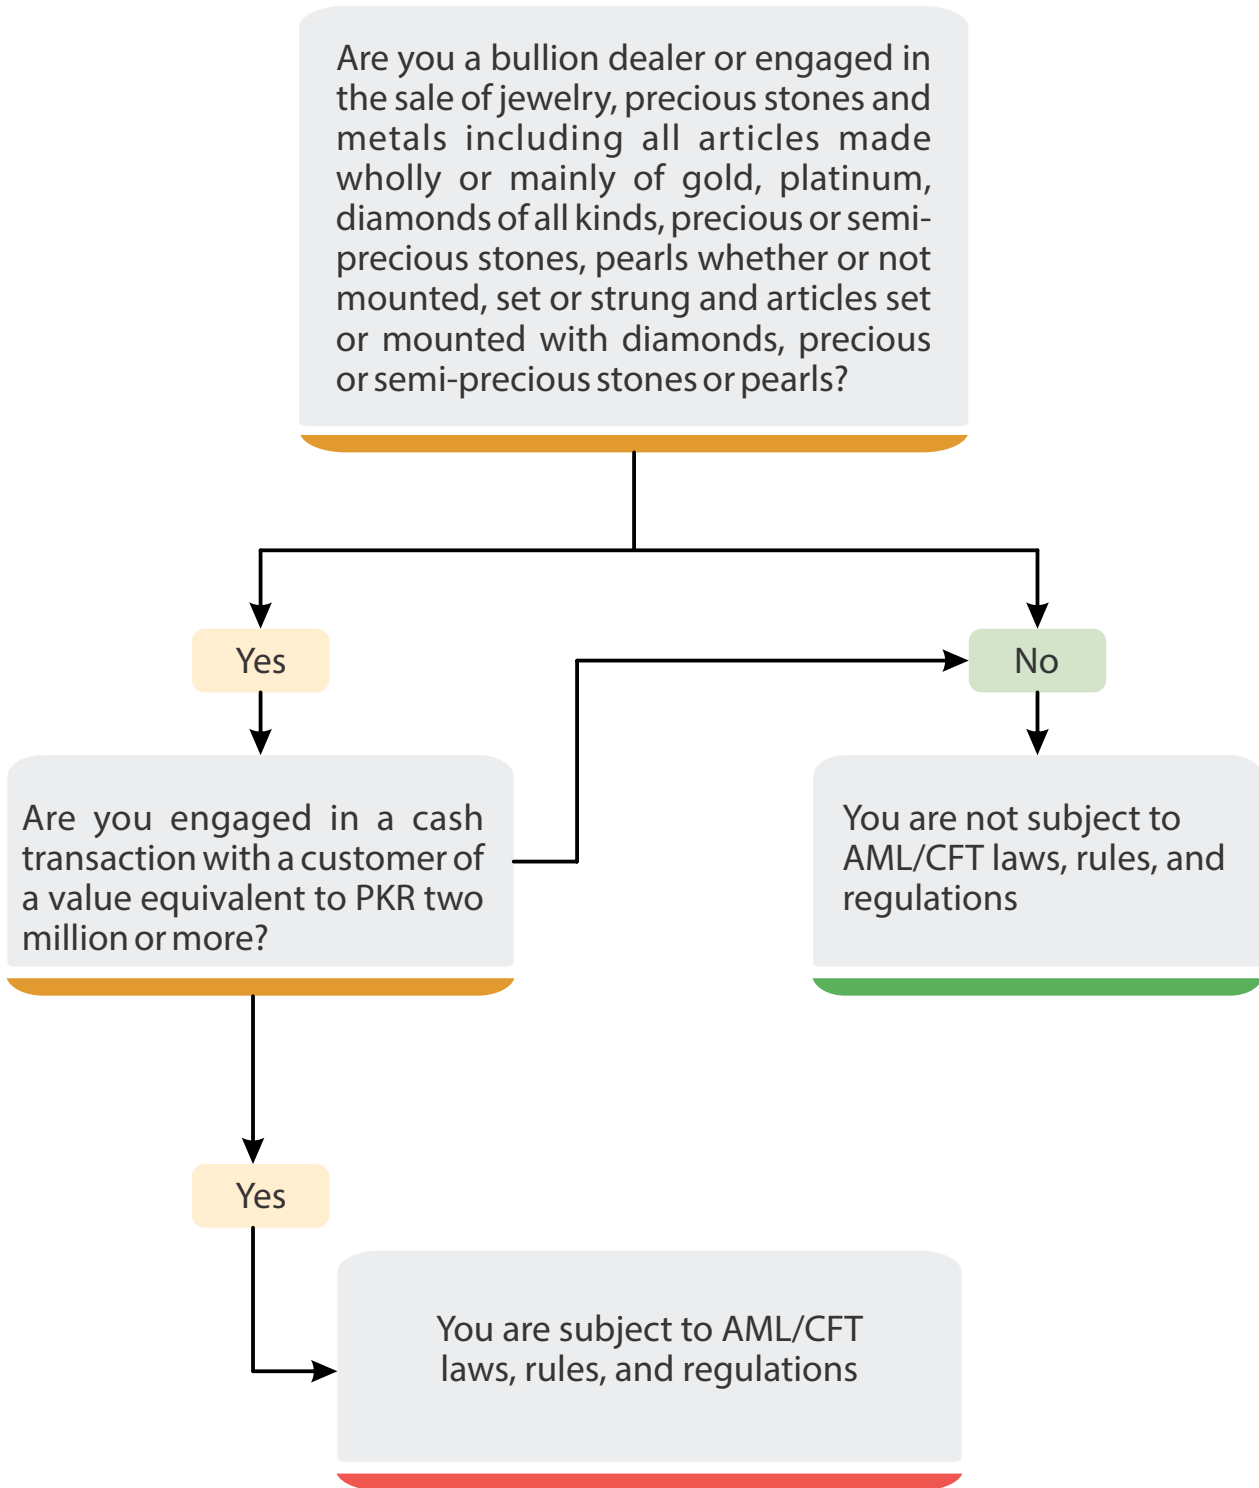 Are you a bullion dealer or engaged in
the sale of jewelry, precious stones and
metals including all articles made
wholly or mainly of gold, platinum,
diamonds of all kinds, precious or semi-
precious stones, pearls whether or not
mounted, set or strung and articles set
or mounted with diamonds, precious
or semi-precious stones or pearls?
Yes
No
Are you engaged in a cash
transaction with a customer of
a value equivalent to PKR two
million or more?
You are not subject to
AML/CFT laws, rules, and
regulations
Yes
You are subject to AML/CFT
laws, rules, and regulations